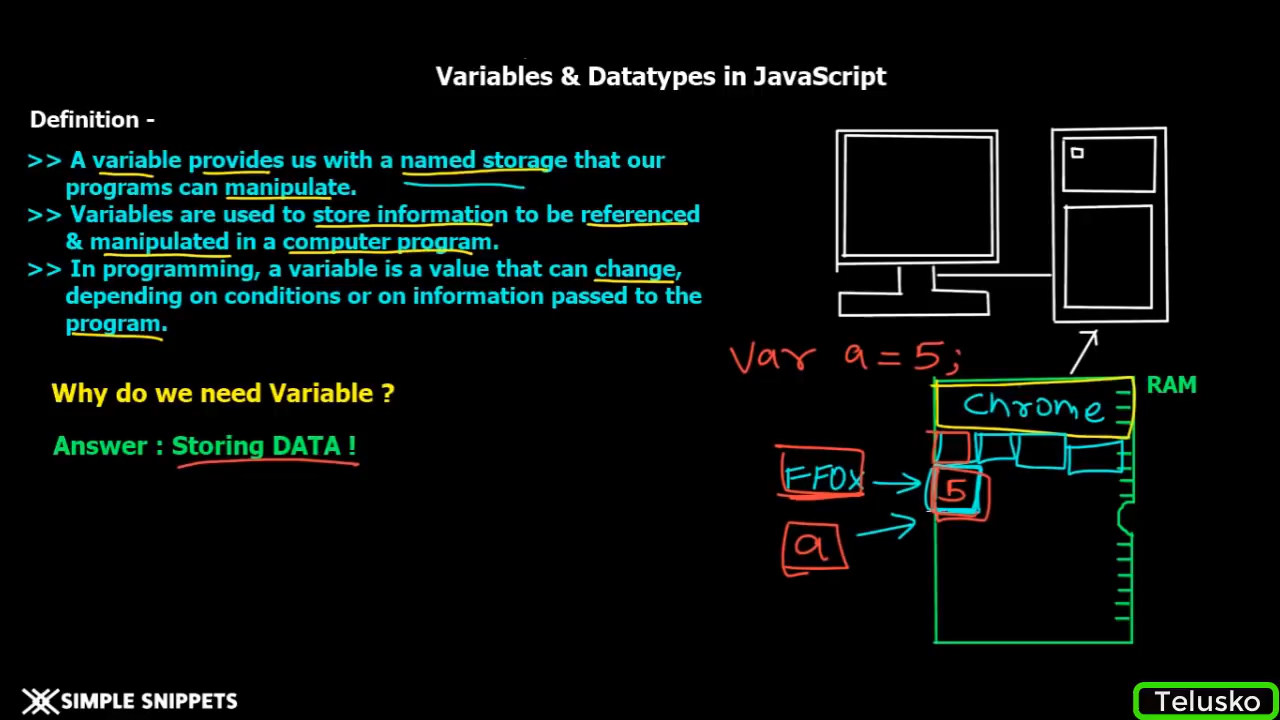 Variables & Datatypes in JavaScript
Definition -
>> A variable provides us with a named storage that our
programs can manipulate.
>> Variables are used to store information to be referenced
& manipulated in a computer program.
>> In programming, a variable is a value that can change,
depending on conditions or on information passed to the
program.
Why do we need Variable ?
Answer : Storing DATA !
Var a = 5;
RAM
Chrome
FFOX
5
a
SIMPLE SNIPPETS
Telusko